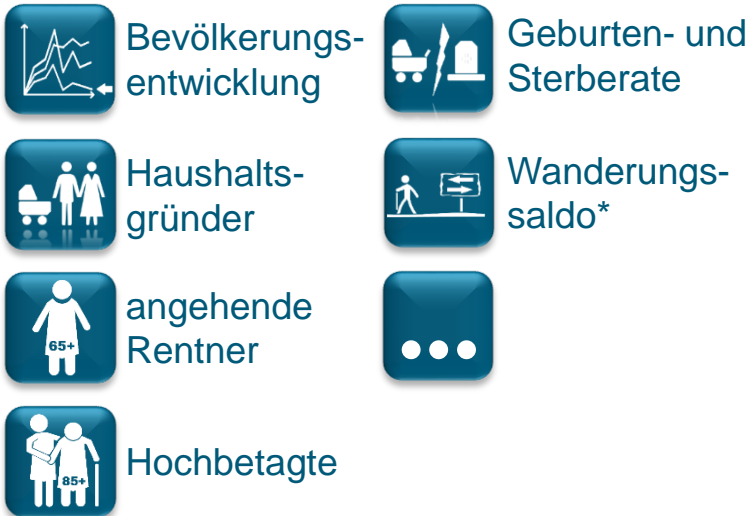 Bevölkerungs-
entwicklung
Haushalts-
gründer
65+
angehende
Rentner
85+
Hochbetagte
Geburten- und
Sterberate
Wanderungs-
saldo*